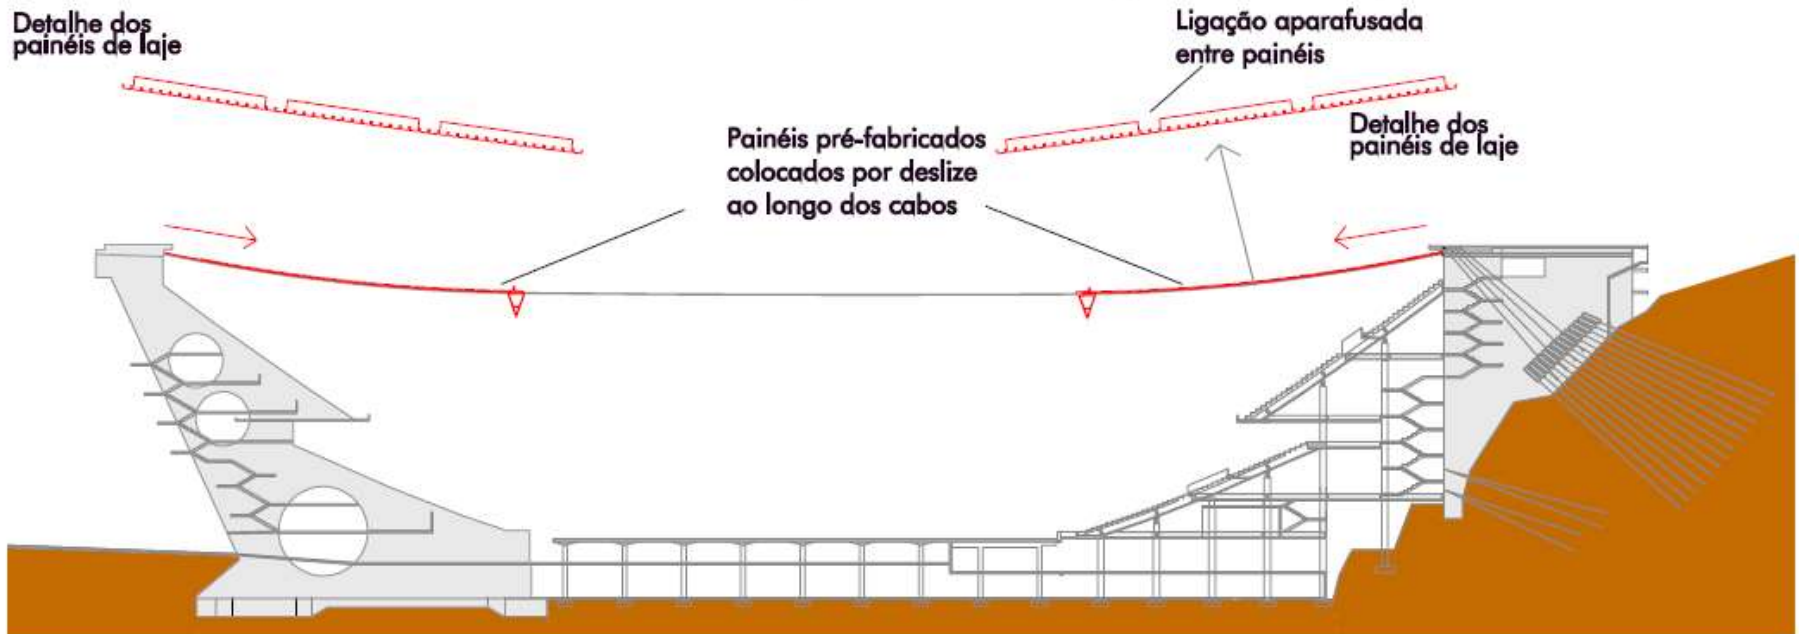 Detalhe dos
painéis de laje
Ligação aparafusada
entre painéis
Painéis pré-fabricados
colocados por deslize
ao longo dos cabos
Detalhe dos
painéis de laje